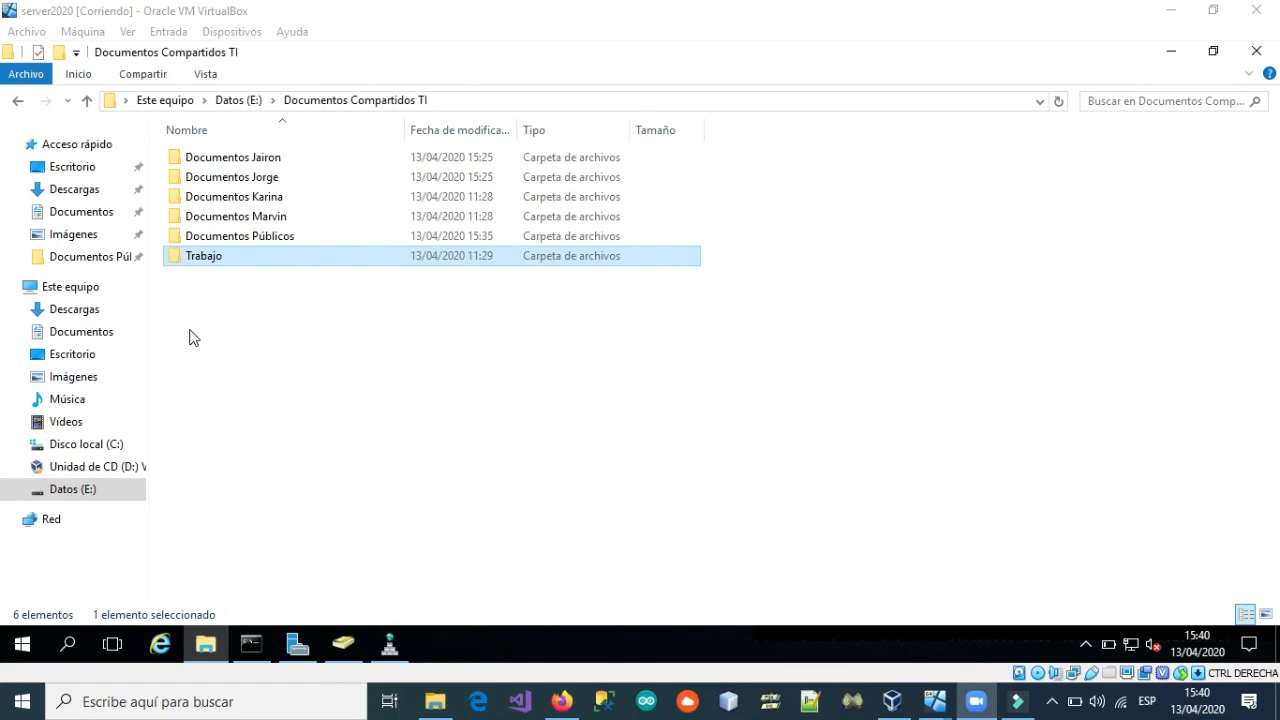 server2020 [Corriendo] - Oracle VM VirtualBox
Archivo Máquina Ver Entrada Dispositivos Ayuda
Documentos Compartidos TI
Archivo Inicio Compartir Vista
Este equipo Datos (E:) Documentos Compartidos TI
Buscar en Documentos Comp...
Nombre Fecha de modifica... Tipo Tamaño
Documentos Jairon 13/04/2020 15:25 Carpeta de archivos
Documentos Jorge 13/04/2020 15:25 Carpeta de archivos
Documentos Karina 13/04/2020 11:28 Carpeta de archivos
Documentos Marvin 13/04/2020 11:28 Carpeta de archivos
Documentos Públicos 13/04/2020 15:35 Carpeta de archivos
Trabajo 13/04/2020 11:29 Carpeta de archivos
Acceso rápido
Escritorio
Descargas
Documentos
Imágenes
Documentos Púl
Este equipo
Descargas
Documentos
Escritorio
Imágenes
Música
Vídeos
Disco local (C:)
Unidad de CD (D:) V
Datos (E:)
Red
6 elementos 1 elemento seleccionado
15:40
13/04/2020
CTRL DERECHA
Escribe aquí para buscar
ESP
15:40
13/04/2020